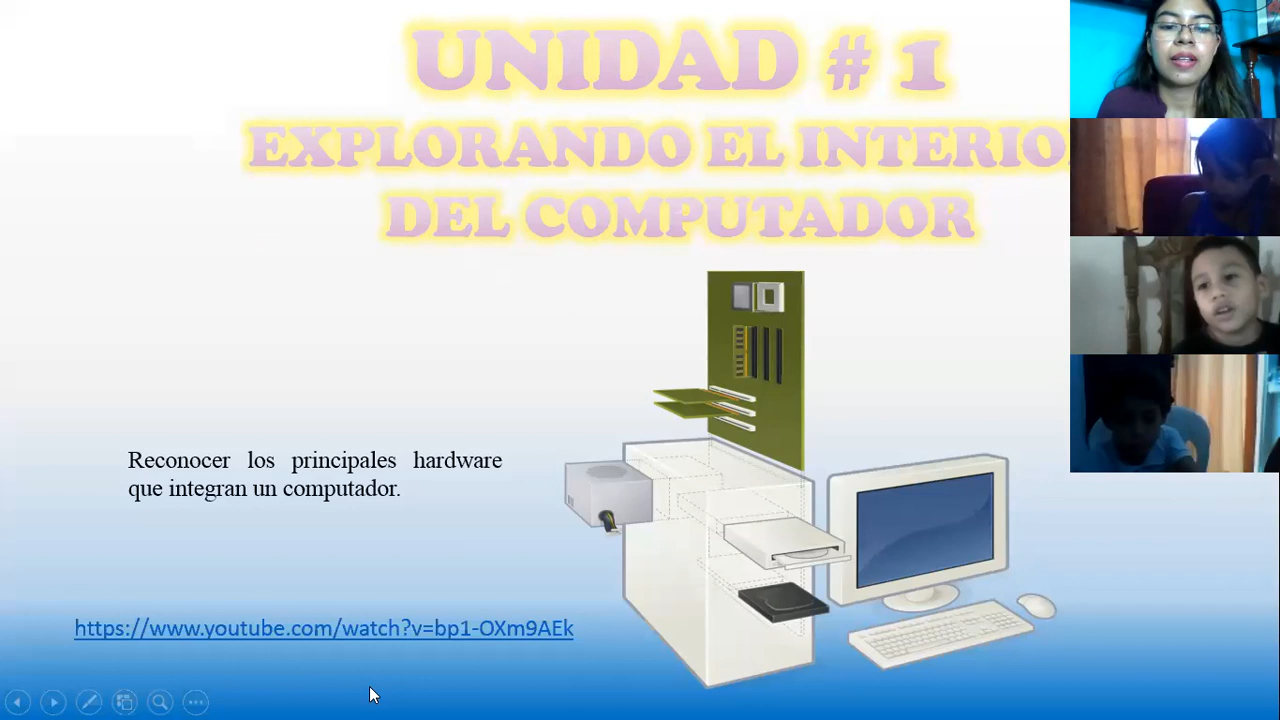 UNIDAD # 1
EXPLORANDO EL INTERIO
DEL COMPUTADOR
Reconocer los principales hardware
que integran un computador.
https://www.youtube.com/watch?v=bp1-OXm9AEk